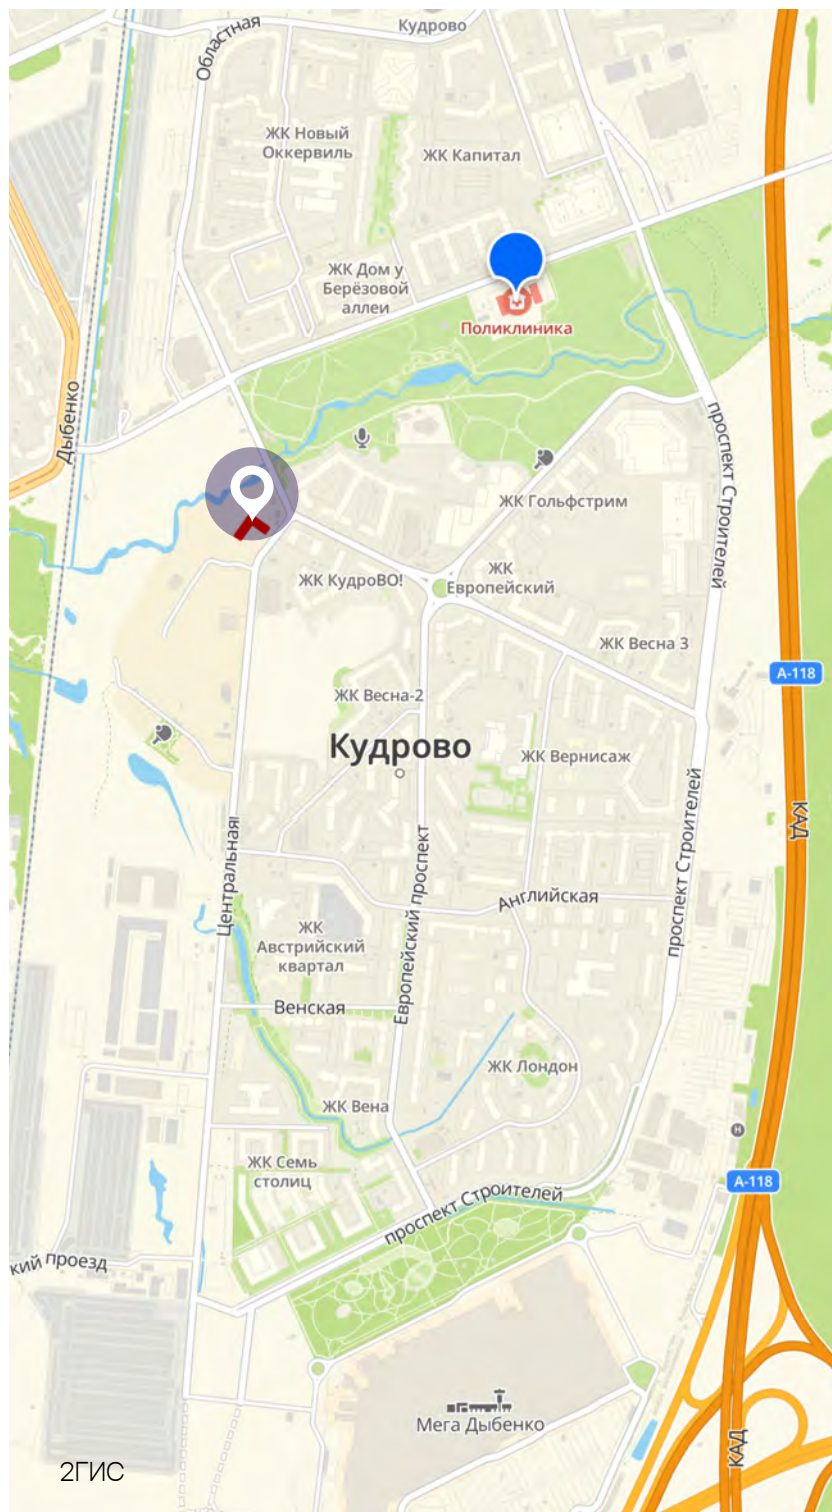 Кудрово
Областная
ЖК Новый
Оккервиль
ЖК Капитал
ЖК Дом у
Берёзовой
аллеи
Поликлиника
Дыбенко
проспект Строителей
ЖК Гольфстрим
ЖК КудроВО!
ЖК
Европейский
ЖК Весна 3
А-118
ЖК Весна-2
Кудрово
ЖК Вернисаж
КАД
Центральная
Европейский проспект
проспект Строителей
Английская
ЖК
Австрийский
квартал
Венская
ЖК Лондон
ЖК Вена
Н
ЖК Семь
столиц
А-118
проспект Строителей
кий проезд
Мега Дыбенко
КАД
2ГИС